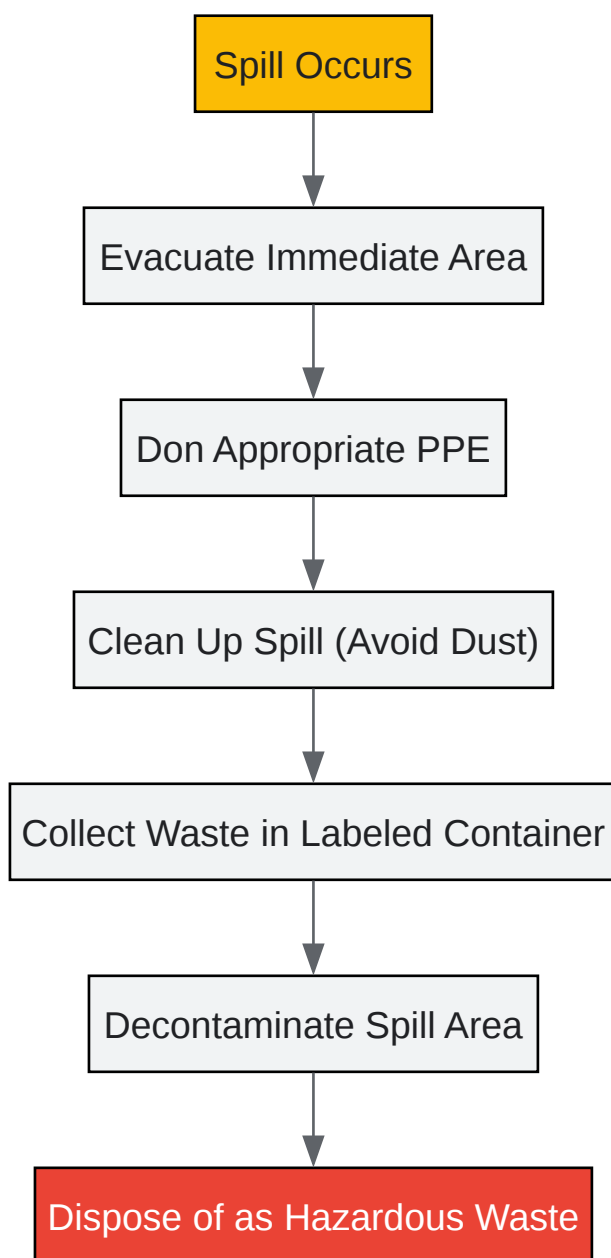 Spill Occurs
Evacuate Immediate Area
Don Appropriate PPE
Clean Up Spill (Avoid Dust)
Collect Waste in Labeled Container
Decontaminate Spill Area
Dispose of as Hazardous Waste